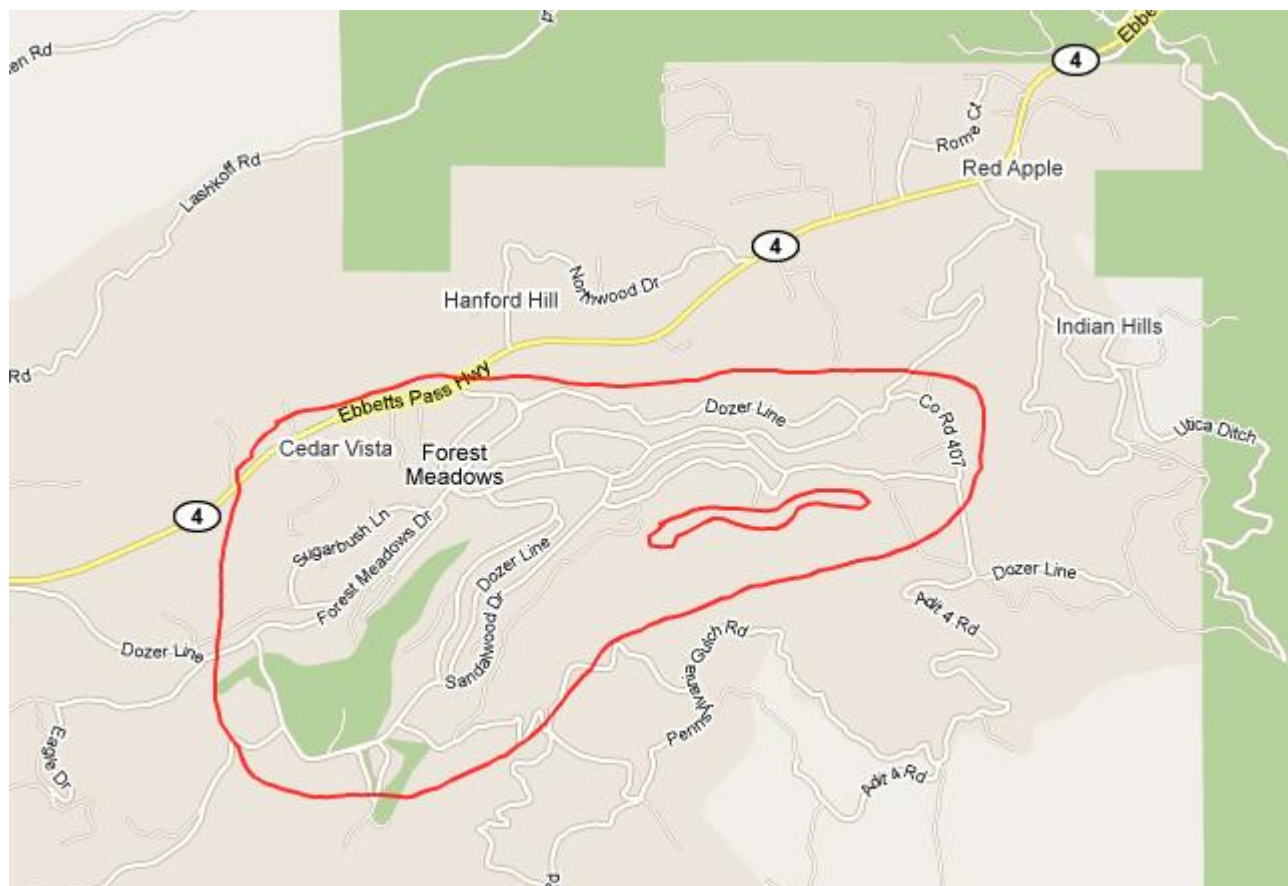 Ebbe
4
en Rd
Rome Ct
Lashkoff Rd
Red Apple
4
Northwood Dr
Hanford Hill
Indian Hills
Rd
Ebbetts Pass Hwy
Dozer Line
Co Rd 407
Utica Ditch
Cedar Vista
Forest
Meadows
4
Sugarbush Ln
Forest Meadows Dr
Dozer Line
Dozer Line
Adit 4 Rd
Dozer Line
Sandalwood Dr
Pennsylvania Gulch Rd
Eagle Dr
Adit 4 Rd